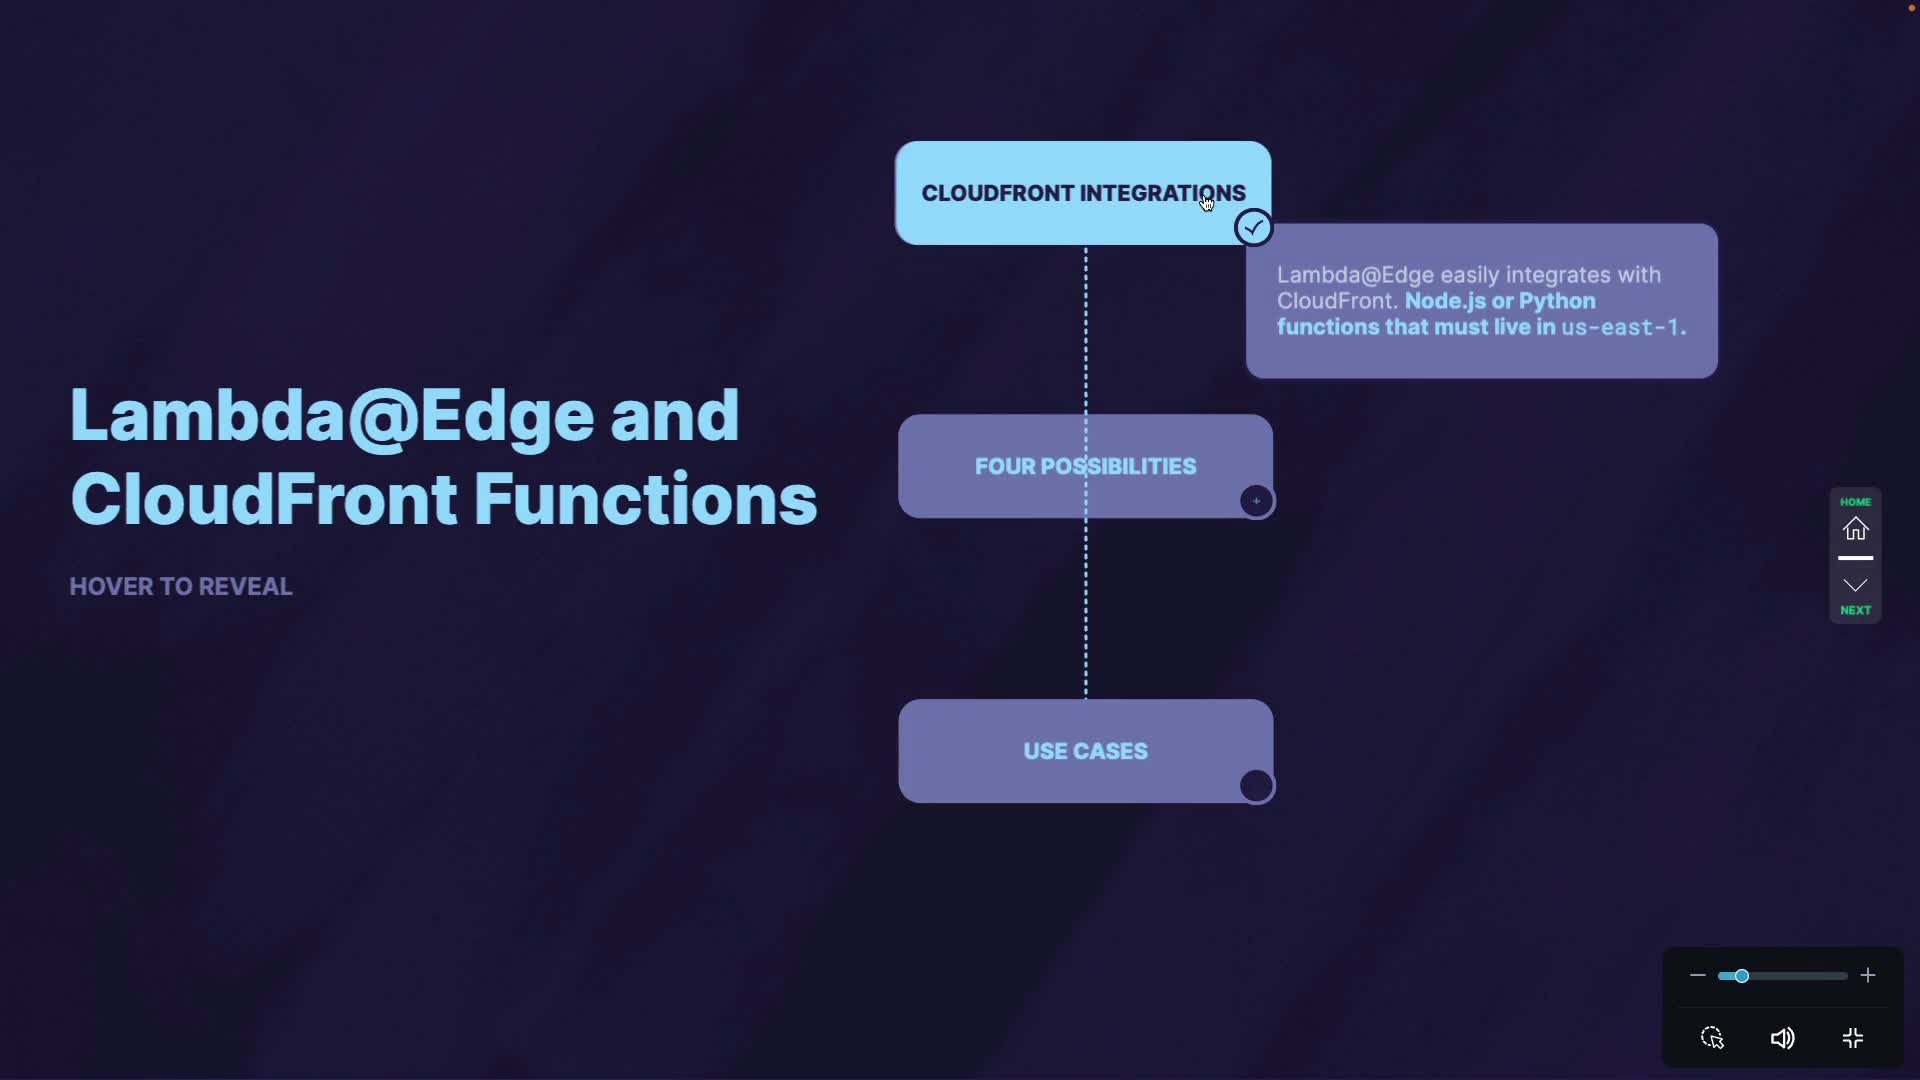 CLOUDFRONT INTEGRATIONS
Lambda@Edge easily integrates with
CloudFront. Node.js or Python
functions that must live in us-east-1.
Lambda@Edge and
CloudFront Functions
HOVER TO REVEAL
FOUR POSSIBILITIES
USE CASES
HOME
NEXT